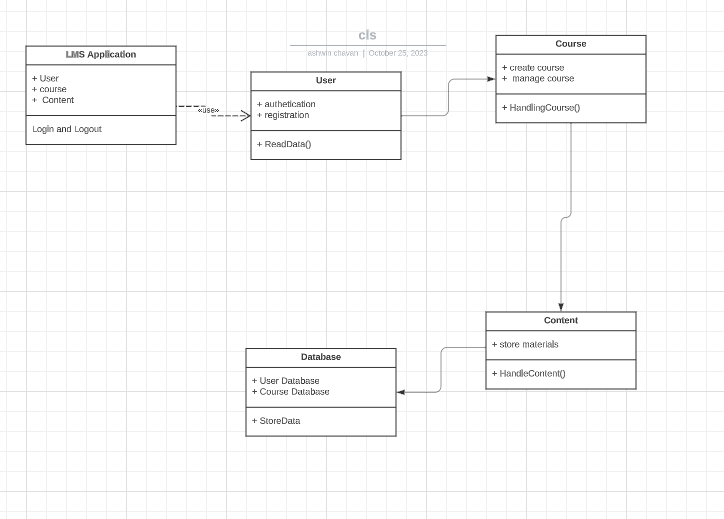 cls
ashwin chavan | October 25, 2023
LMS Application
+ User
+ course
+ Content
Login and Logout
«use»
User
+ authetication
+ registration
+ ReadData()
Course
+ create course
+ manage course
+ HandlingCourse()
Content
+ store materials
+ HandleContent()
Database
+ User Database
+ Course Database
+ StoreData